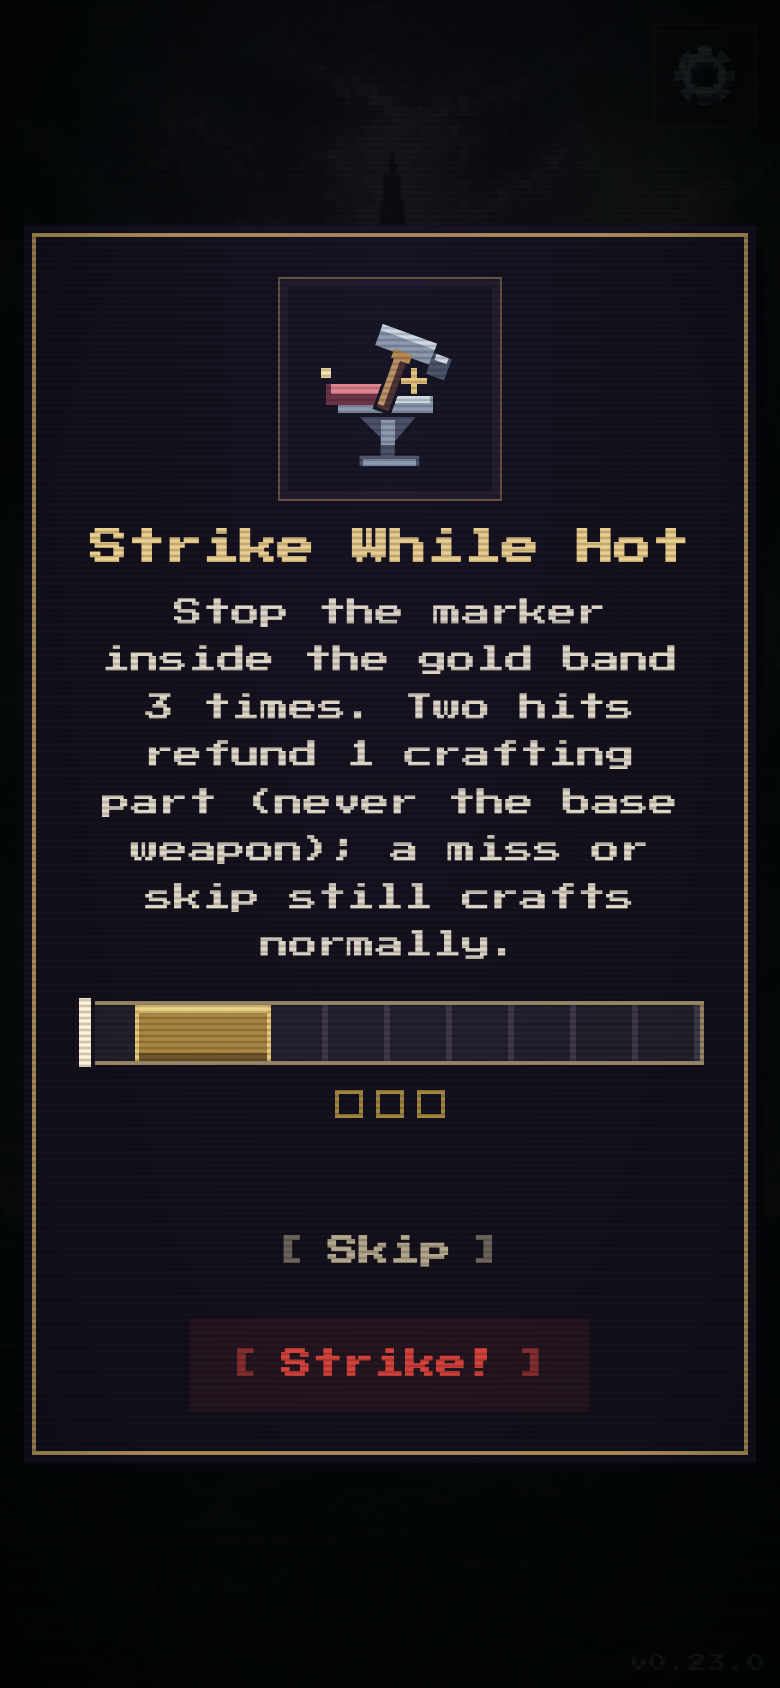 Strike While Hot
Stop the marker
inside the gold band
3 times. Two hits
refund 1 crafting
part (never the base
weapon); a miss or
skip still crafts
normally.
[ Skip ]
[ Strike! ]
v0.23.0